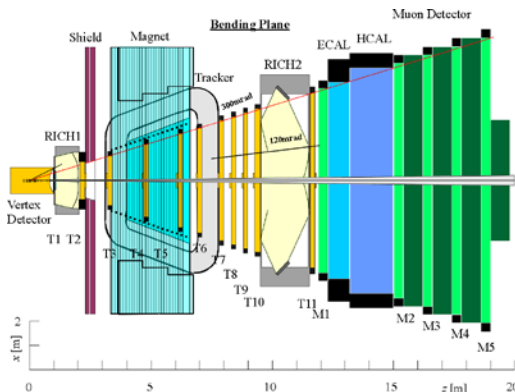 Bending Plane
Muon Detector
Shield
Magnet
ECAL
HCAL
Tracker
RICH2
RICH1
300mrad
120mrad
Vertex
Detector
T1
T2
T3
T4
T5
T6
T7
T8
T9
T10
T11
M1
M2
M3
M4
M5
x [m]
2
0
5
10
15
20
z [m]